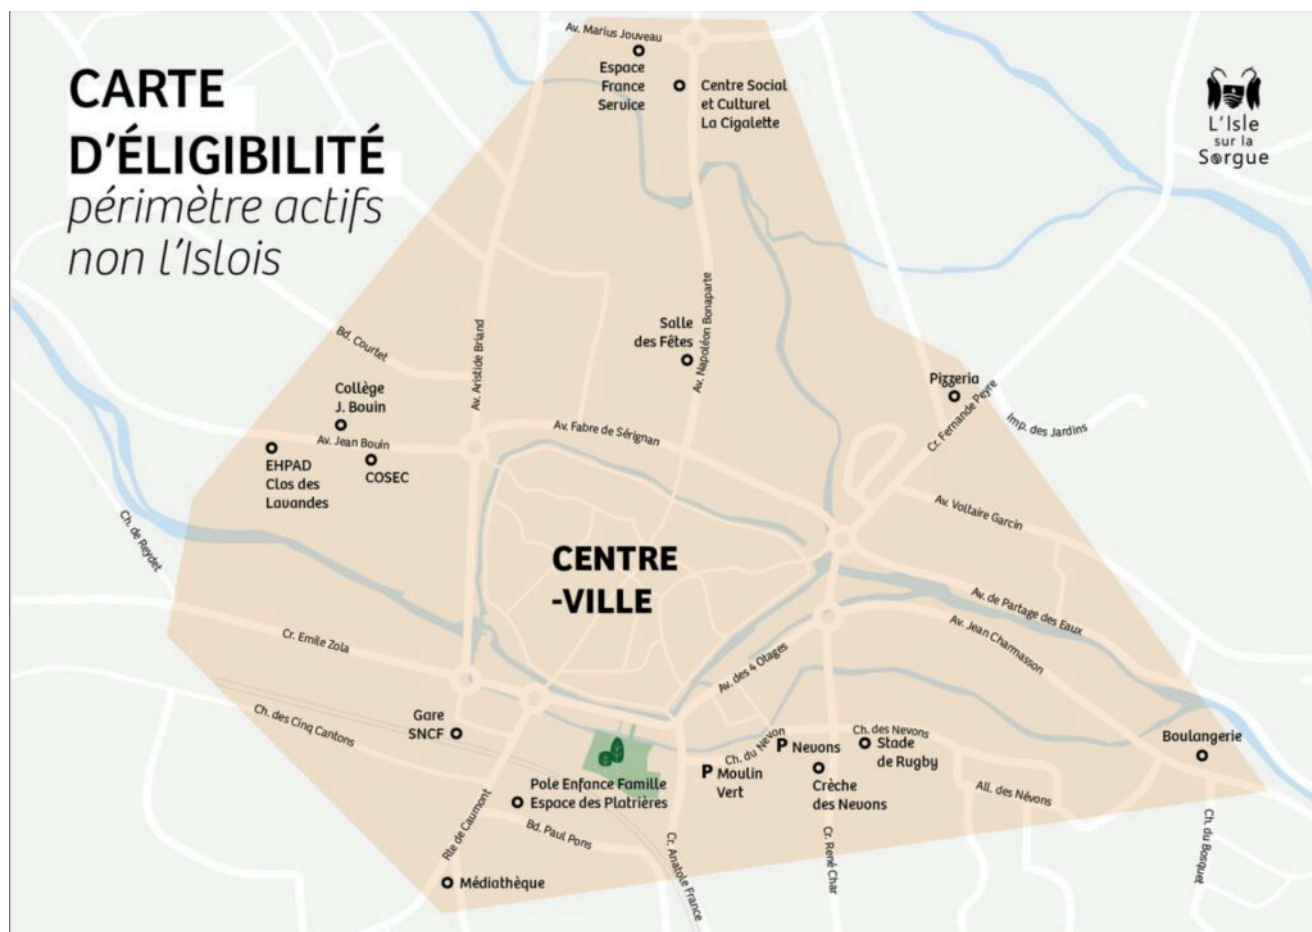 CARTE
D'ÉLIGIBILITÉ
périmètre actifs
non l'Islois
L'Isle
sur la
Sorgue
Av. Marius Jouveau
Espace
France
Service
Centre Social
et Culturel
La Cigalette
Bd. Courtet
Av. Aristide Briand
Salle
des Fêtes
Av. Napoléon Bonaparte
Pizzeria
Cr. Fernande Peyre
Imp. des Jardins
Collège
J. Bouin
Av. Jean Bouin
EHPAD
Clos des
Lavandes
COSEC
Av. Fabre de Sérignan
Av. Voltaire Garcin
Ch. de Reydet
CENTRE
-VILLE
Av. de Partage des Eaux
Av. Jean Charmasson
Cr. Emile Zola
Av. des 4 Otages
Ch. des Cinq Cantons
Gare
SNCF
Ch. du Nevon
P Nevons
Ch. des Nevons
Stade
de Rugby
Boulangerie
P Moulin
Vert
Crèche
des Nevons
All. des Névons
Pole Enfance Famille
Espace des Platrières
Rte de Caumont
Bd. Paul Pons
Cr. Anatole France
Cr. René Char
Ch. du Bosquet
Médiathèque